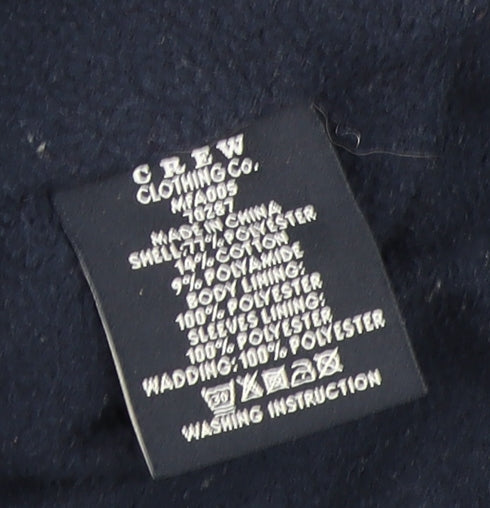 CREW
CLOTHING Co.
MFA005
70287
MADE IN CHINA
SHELL:77% POLYESTER
14% COTTON
9% POLYAMIDE
BODY LINING:
100% POLYESTER
SLEEVES LINING:
100% POLYESTER
WADDING:100% POLYESTER
30
WASHING INSTRUCTION